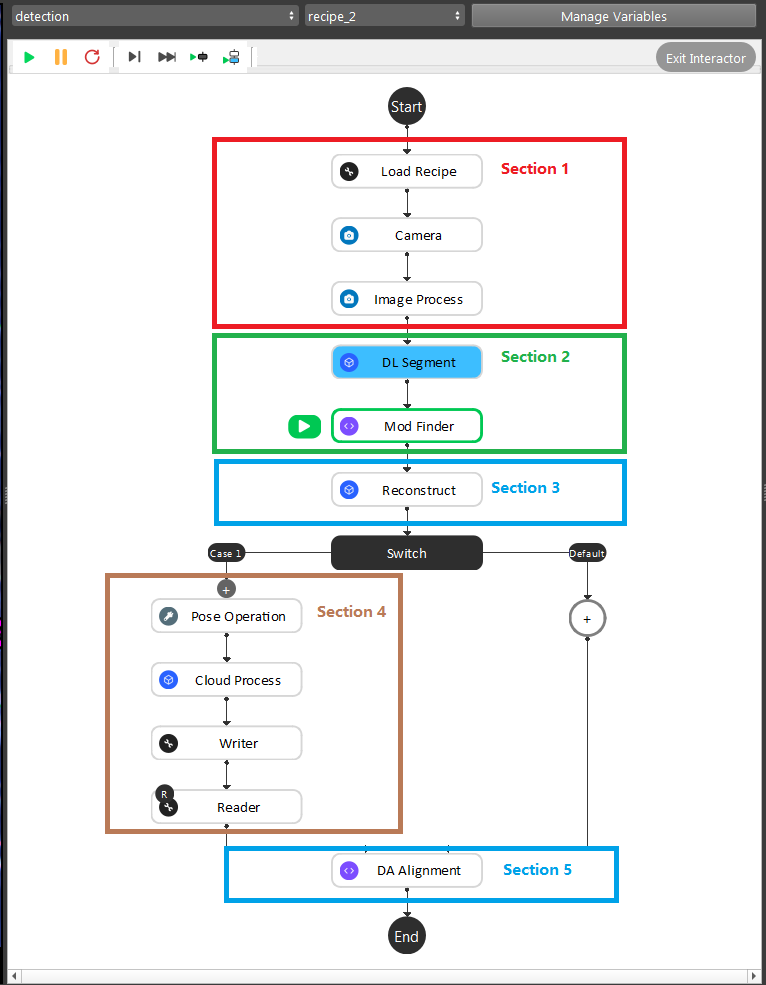 detection
recipe_2
Manage Variables
Exit Interactor
Start
Load Recipe
Section 1
Camera
Image Process
DL Segment
Section 2
Mod Finder
Reconstruct
Section 3
Case 1
Switch
Default
+
Pose Operation
Section 4
+
Cloud Process
Writer
R
Reader
DA Alignment
Section 5
End